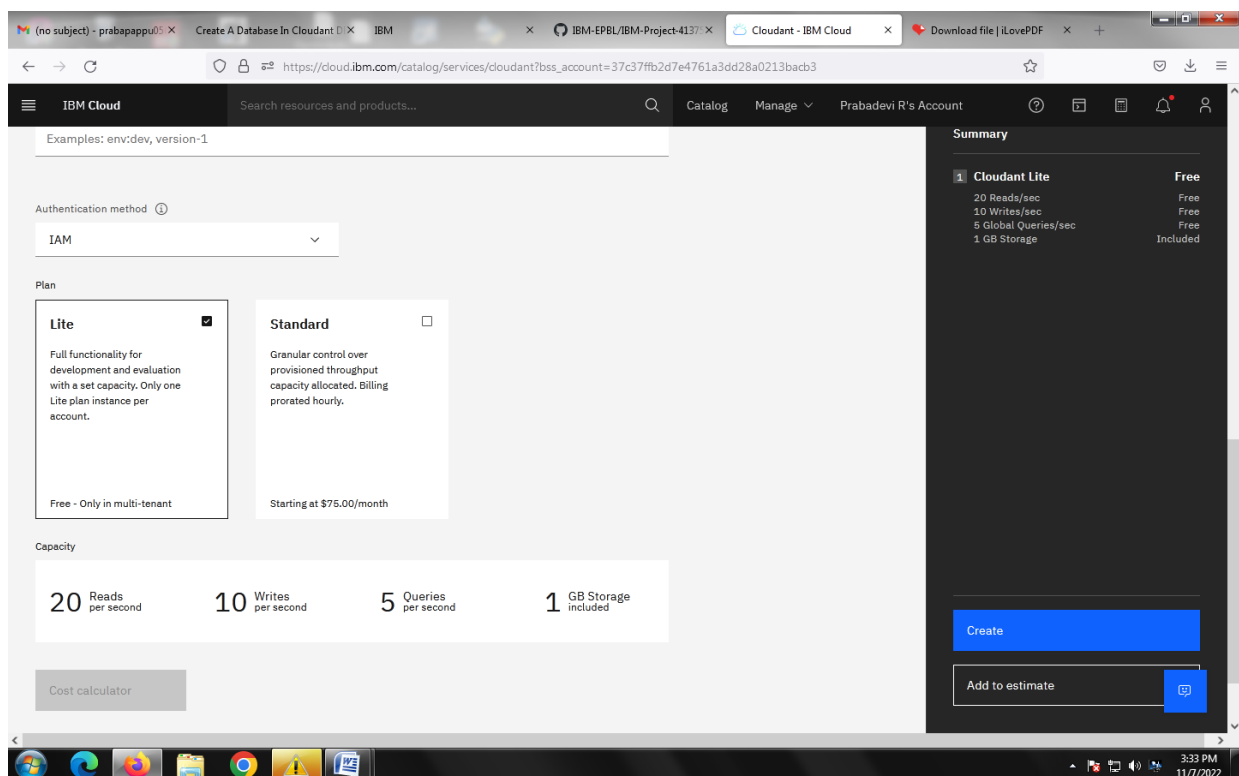 (no subject) - prabapappu05
Create A Database In Cloudant D
IBM
IBM-EPBL/IBM-Project-4137
Cloudant - IBM Cloud
Download file | iLovePDF
https://cloud.ibm.com/catalog/services/cloudant?bss_account=37c37ffb2d7e4761a3dd28a0213bacb3
IBM Cloud
Search resources and products...
Catalog
Manage
Prabadevi R's Account
Examples: env:dev, version-1
Authentication method
IAM
Plan
Lite
Full functionality for
development and evaluation
with a set capacity. Only one
Lite plan instance per
account.
Free - Only in multi-tenant
Standard
Granular control over
provisioned throughput
capacity allocated. Billing
prorated hourly.
Starting at $75.00/month
Capacity
20 Reads per second
10 Writes per second
5 Queries per second
1 GB Storage included
Cost calculator
Summary
1 Cloudant Lite Free
20 Reads/sec Free
10 Writes/sec Free
5 Global Queries/sec Free
1 GB Storage Included
Create
Add to estimate
3:33 PM
11/7/2022